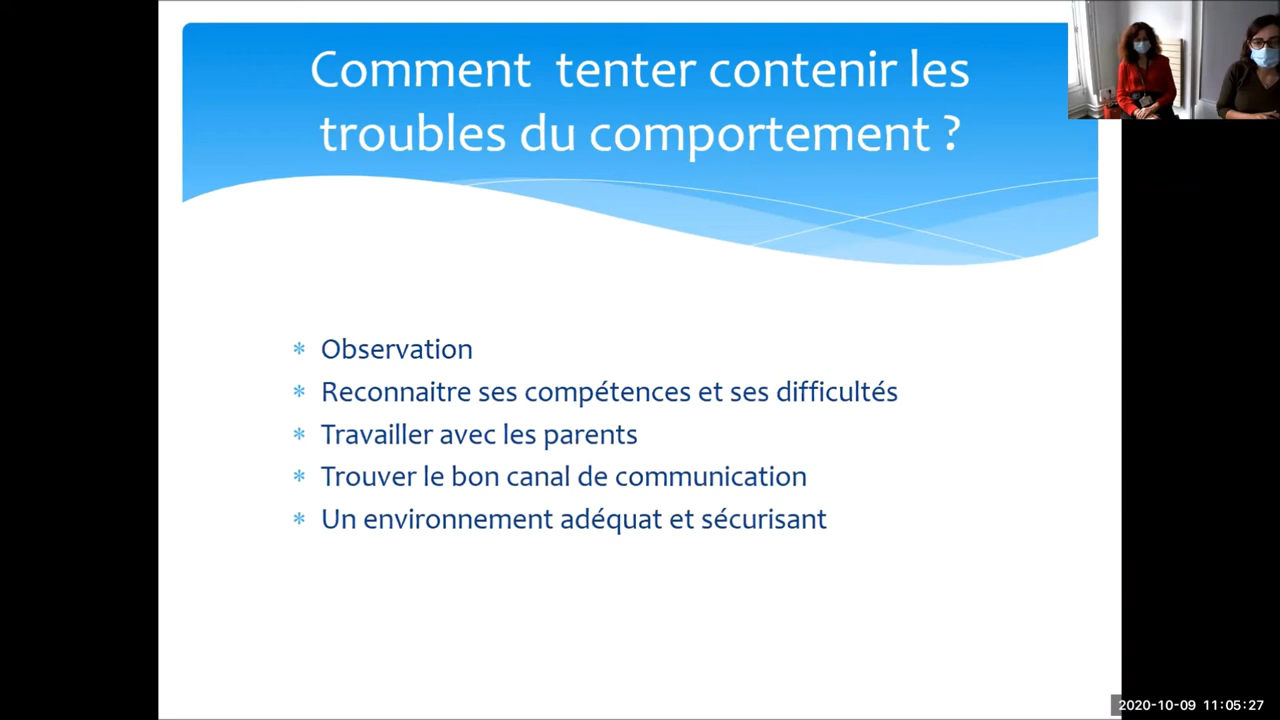 Comment  tenter contenir les
troubles du comportement ?
* Observation
* Reconnaitre ses compétences et ses difficultés
* Travailler avec les parents
* Trouver le bon canal de communication
* Un environnement adéquat et sécurisant
2020-10-09 11:05:27